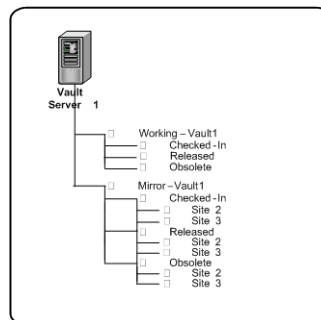 Vault
Server 1
Working – Vault1
Checked-In
Released
Obsolete
Mirror – Vault1
Checked-In
Site 2
Site 3
Released
Site 2
Site 3
Obsolete
Site 2
Site 3